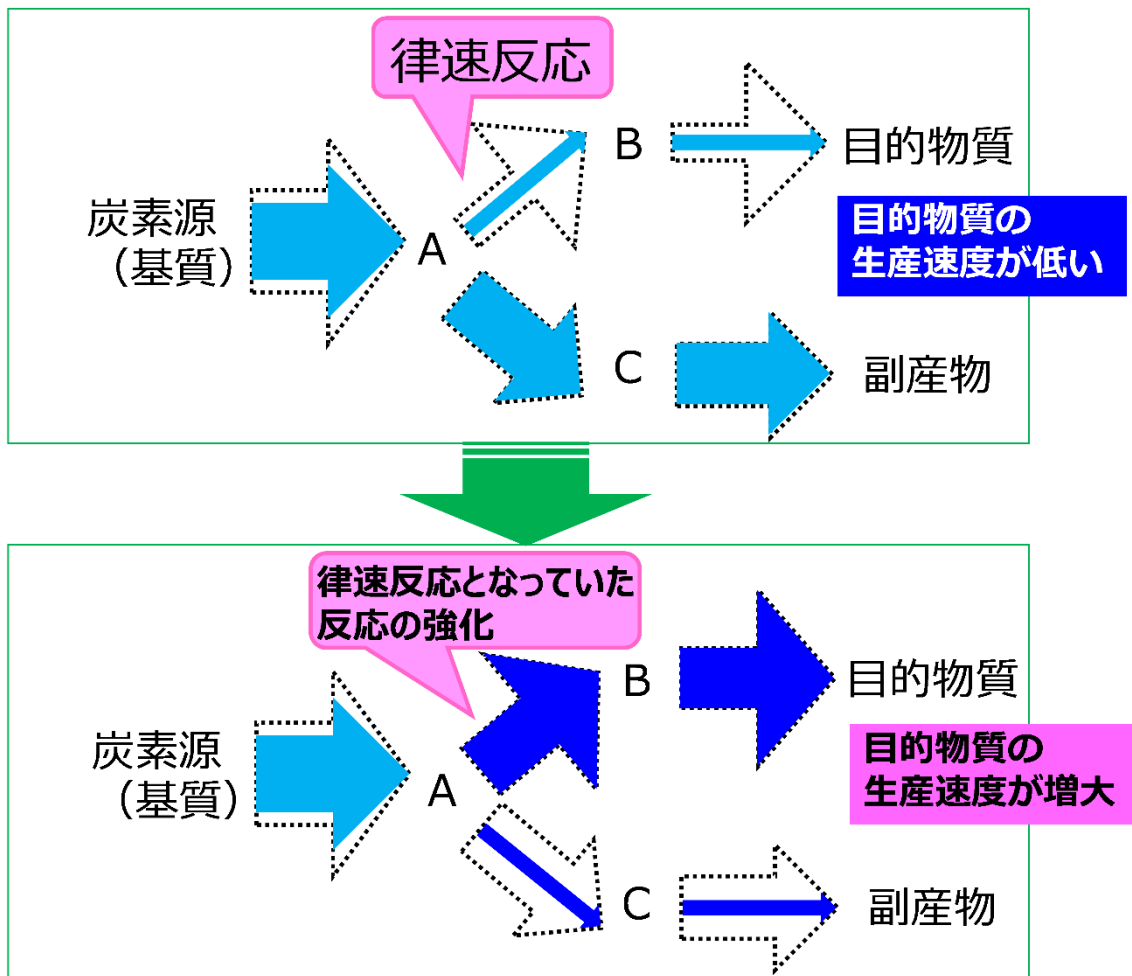 律速反応
B
目的物質
炭素源
（基質）
A
目的物質の
生産速度が低い
C
副産物
律速反応となっていた
反応の強化
B
目的物質
炭素源
（基質）
A
目的物質の
生産速度が増大
C
副産物